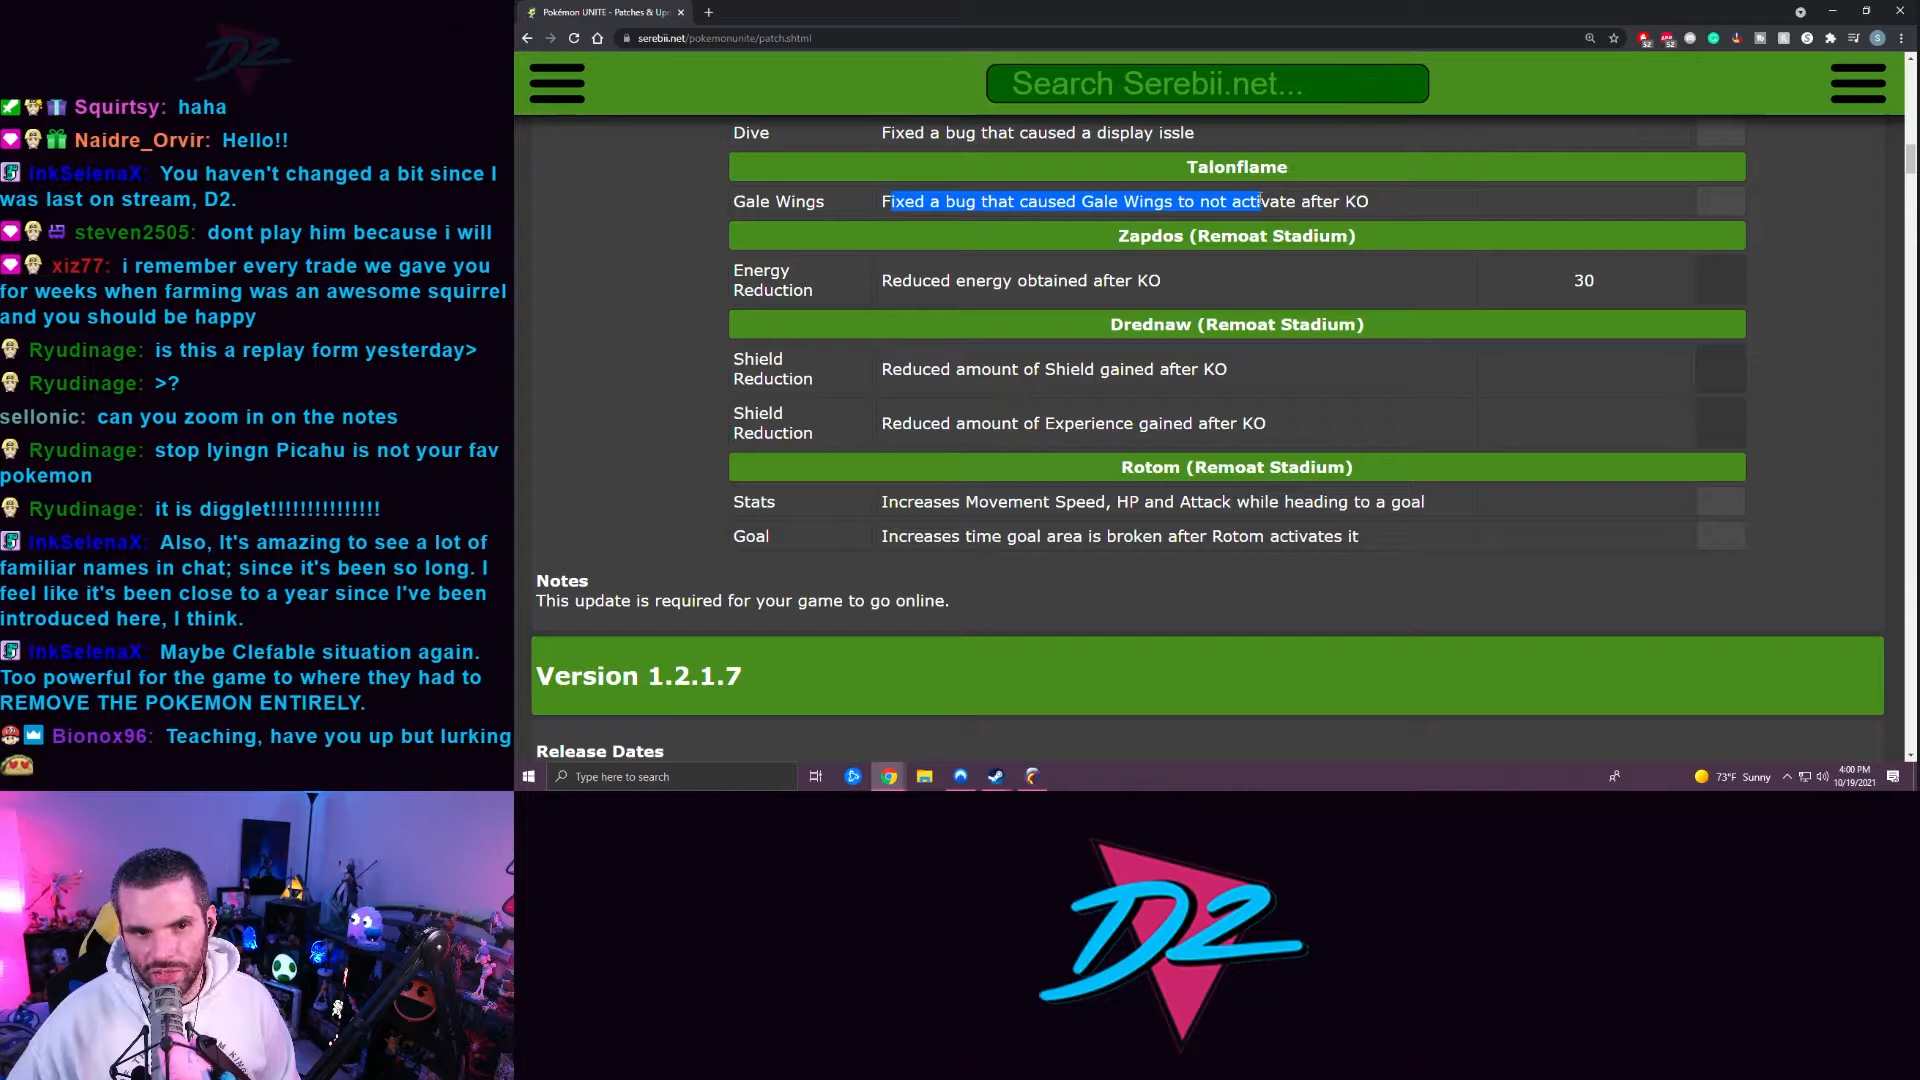 D2
Squirtsy: haha
Naidre_Orvir: Hello!!
InkSelenaX: You haven't changed a bit since I
was last on stream, D2.
steven2505: dont play him because i will
xiz77: i remember every trade we gave you
for weeks when farming was an awesome squirrel
and you should be happy
Ryudinage: is this a replay form yesterday>
Ryudinage: >?
sellonic: can you zoom in on the notes
Ryudinage: stop lyingn Picahu is not your fav
pokemon
Ryudinage: it is digglet!!!!!!!!!!!!!!!
InkSelenaX: Also, It's amazing to see a lot of
familiar names in chat; since it's been so long. I
feel like it's been close to a year since I've been
introduced here, I think.
InkSelenaX: Maybe Clefable situation again.
Too powerful for the game to where they had to
REMOVE THE POKEMON ENTIRELY.
Bionox96: Teaching, have you up but lurking
Pokémon UNITE - Patches & Up
serebii.net/pokemonunite/patch.shtml
52
52
Search Serebii.net...
Dive Fixed a bug that caused a display issle
Talonflame
Gale Wings Fixed a bug that caused Gale Wings to not activate after KO
Zapdos (Remoat Stadium)
Energy
Reduction Reduced energy obtained after KO 30
Drednaw (Remoat Stadium)
Shield
Reduction Reduced amount of Shield gained after KO
Shield
Reduction Reduced amount of Experience gained after KO
Rotom (Remoat Stadium)
Stats Increases Movement Speed, HP and Attack while heading to a goal
Goal Increases time goal area is broken after Rotom activates it
Notes
This update is required for your game to go online.
Version 1.2.1.7
Release Dates
Type here to search
73°F Sunny
4:00 PM
10/19/2021
D2